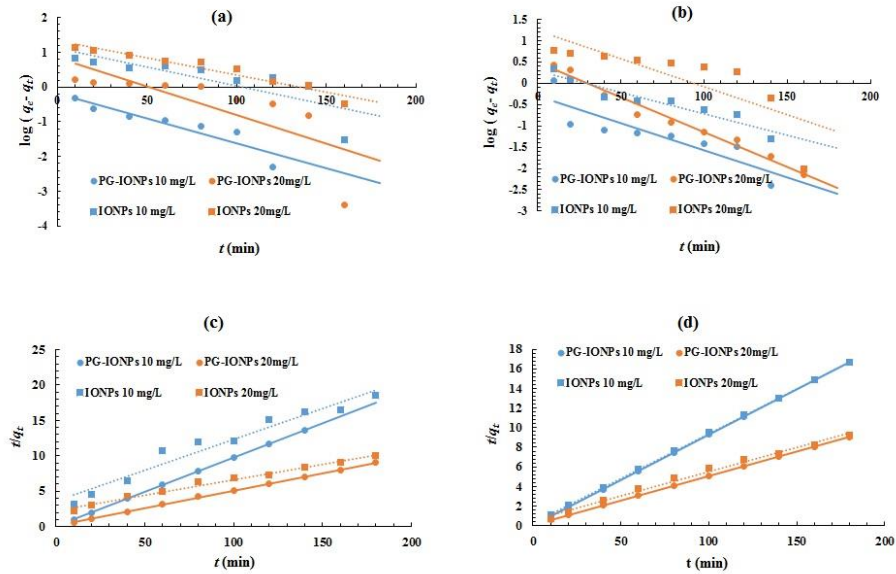 (a)
2
1
0
-1
-2
-3
-4
0 50 100 150 200
log ( qe- qt)
PG-IONPs 10 mg/L PG-IONPs 20mg/L
IONPs 10 mg/L IONPs 20mg/L
t (min)
(b)
1.5
1
0.5
0
-0.5
-1
-1.5
-2
-2.5
-3
0 50 100 150 200
log ( qe- qt)
PG-IONPs 10 mg/L PG-IONPs 20mg/L
IONPs 10 mg/L IONPs 20mg/L
t (min)
(c)
25
20
15
10
5
0
0 50 100 150 200
t/qt
PG-IONPs 10 mg/L PG-IONPs 20mg/L
IONPs 10 mg/L IONPs 20mg/L
t (min)
(d)
18
16
14
12
10
8
6
4
2
0
0 50 100 150 200
t/qt
PG-IONPs 10 mg/L PG-IONPs 20mg/L
IONPs 10 mg/L IONPs 20mg/L
t (min)